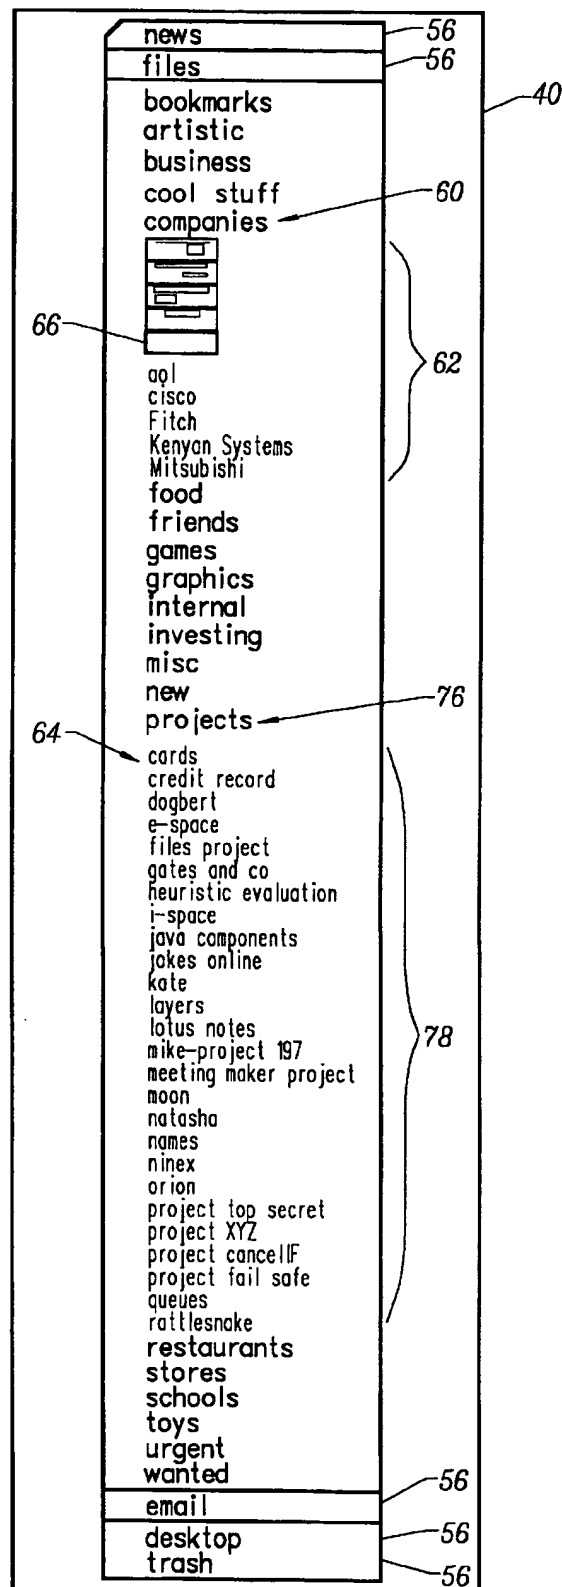 news 56
files 56
40
bookmarks
artistic
business
cool stuff 60
companies
66
62
aol
cisco
Fitch
Kenyan Systems
Mitsubishi
food
friends
games
graphics
internal
investing
misc
new
projects 76
64
cards
credit record
dogbert
e-space
files project
gates and co
heuristic evaluation
i-space
java components
jokes online
kate
layers
lotus notes
mike-project 197
78
meeting maker project
moon
natasha
names
ninex
orion
project top secret
project XYZ
project cancelIF
project fail safe
queues
rattlesnake
restaurants
stores
schools
toys
urgent
wanted
email 56
desktop 56
trash 56